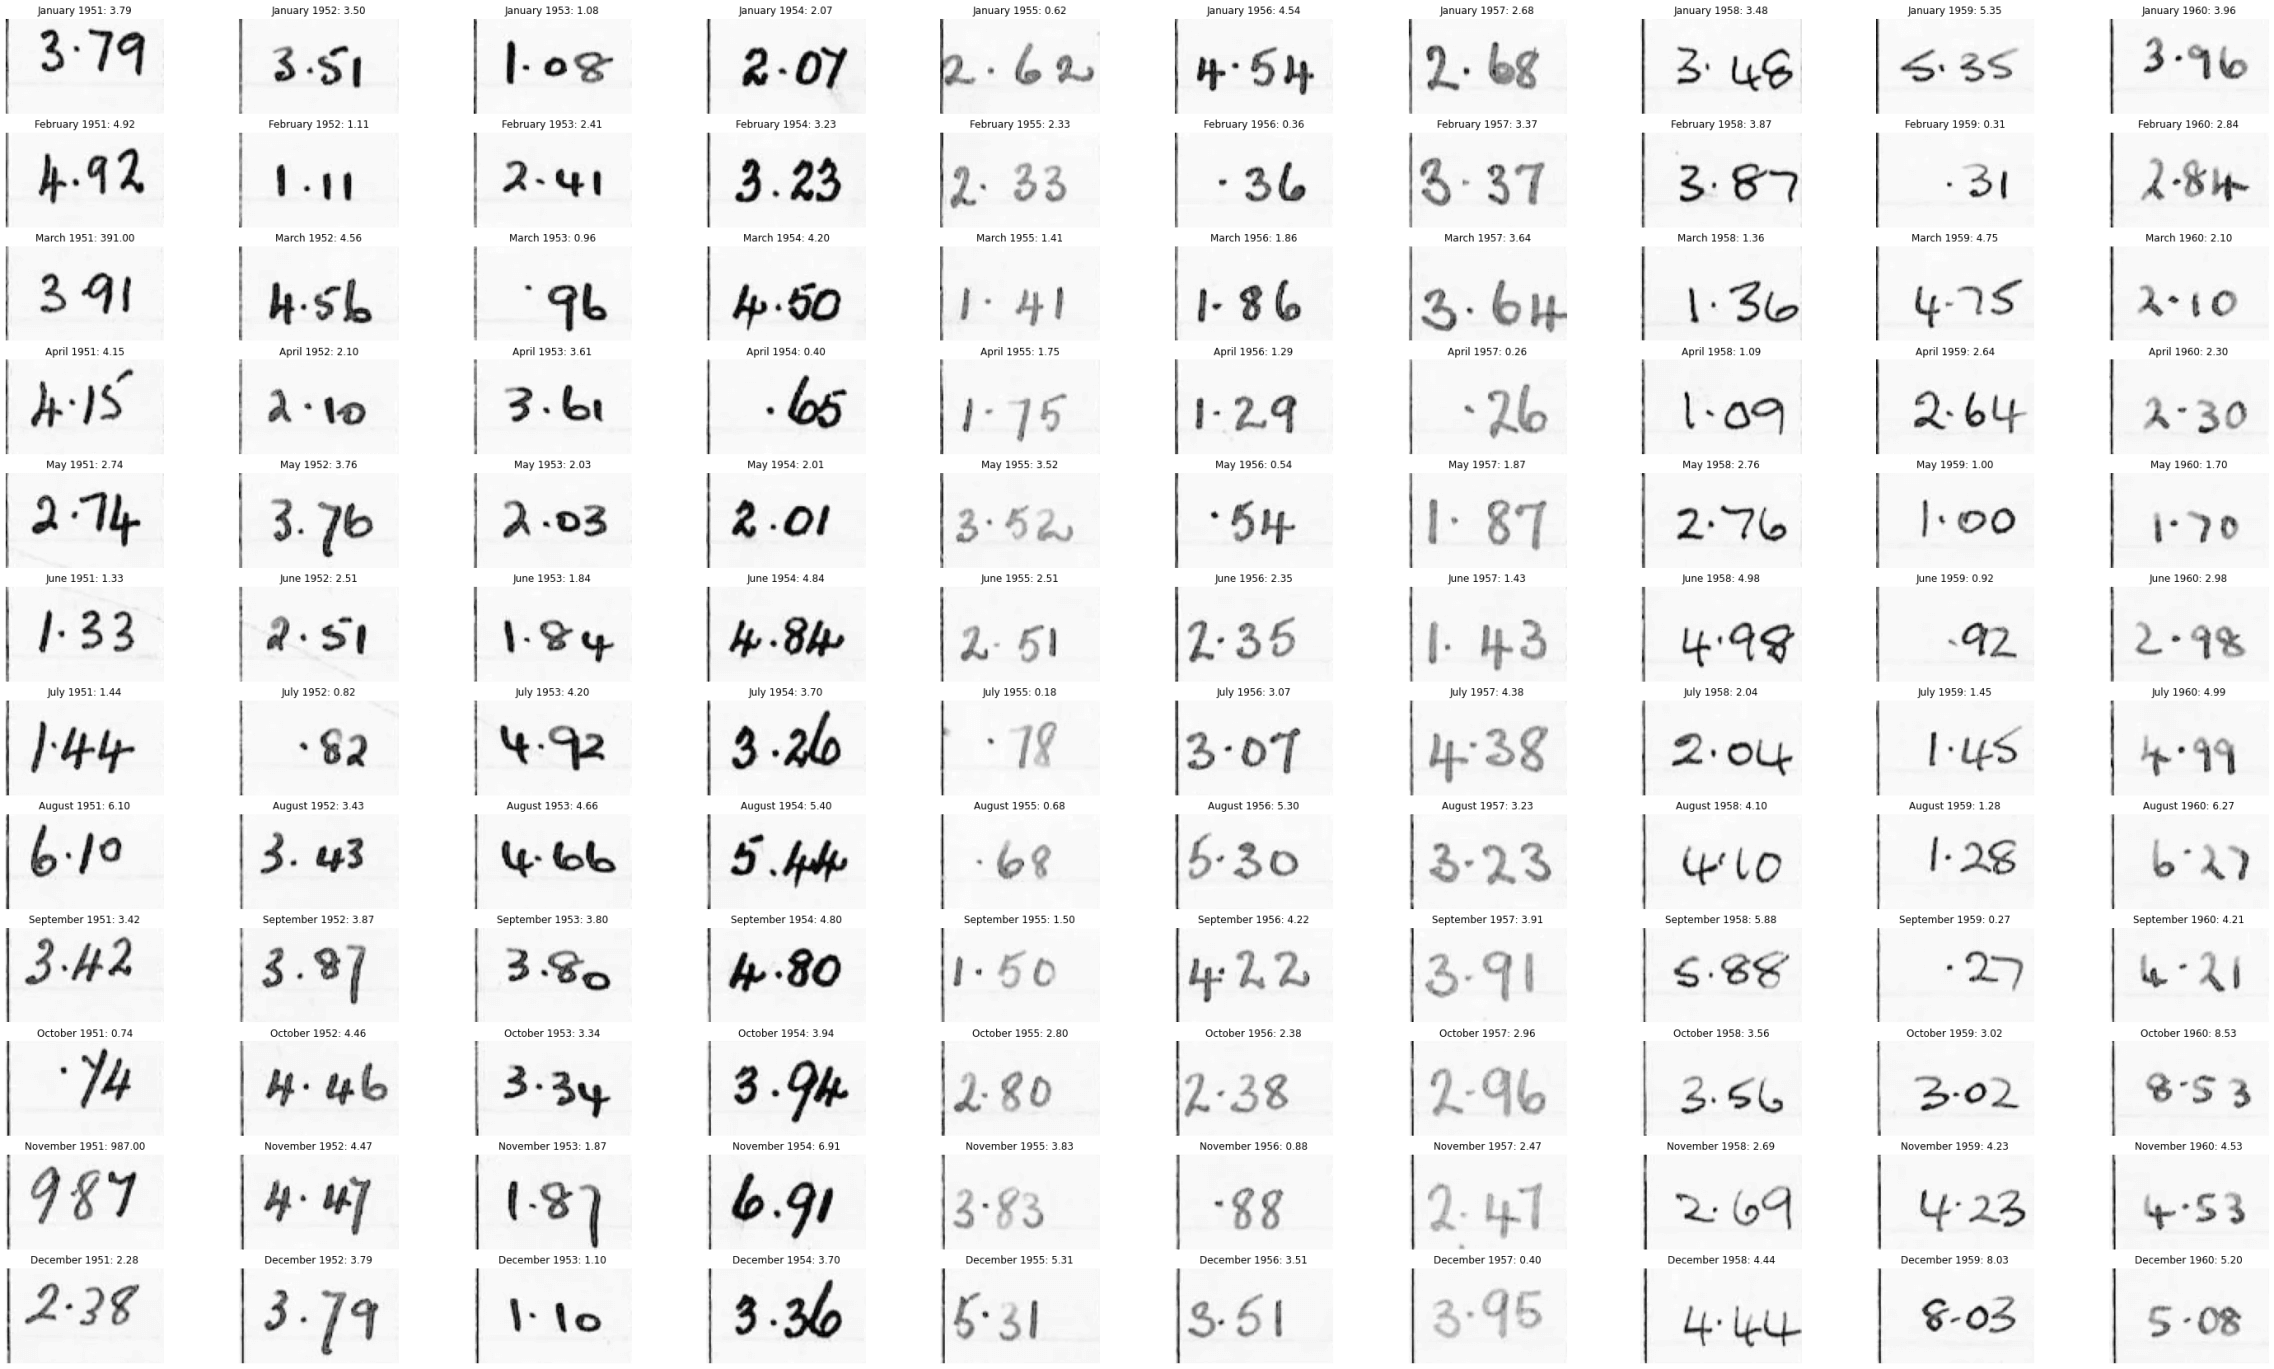 January 1951: 3.79 January 1952: 3.50 January 1953: 1.08 January 1954: 2.07 January 1955: 0.62 January 1956: 4.54 January 1957: 2.68 January 1958: 3.48 January 1959: 5.35 January 1960: 3.96
3.79 3.51 1.08 2.07 2.62 4.54 2.68 3.48 5.35 3.96
February 1951: 4.92 February 1952: 1.11 February 1953: 2.41 February 1954: 3.23 February 1955: 2.33 February 1956: 0.36 February 1957: 3.37 February 1958: 3.87 February 1959: 0.31 February 1960: 2.84
4.92 1.11 2.41 3.23 2.33 .36 3.37 3.87 .31 2.84
March 1951: 391.00 March 1952: 4.56 March 1953: 0.96 March 1954: 4.20 March 1955: 1.41 March 1956: 1.86 March 1957: 3.64 March 1958: 1.36 March 1959: 4.75 March 1960: 2.10
3 91 4.56 .96 4.50 1.41 1.86 3.64 1.36 4.75 2.10
April 1951: 4.15 April 1952: 2.10 April 1953: 3.61 April 1954: 0.40 April 1955: 1.75 April 1956: 1.29 April 1957: 0.26 April 1958: 1.09 April 1959: 2.64 April 1960: 2.30
4.15 2.10 3.61 .65 1.75 1.29 .26 1.09 2.64 2.30
May 1951: 2.74 May 1952: 3.76 May 1953: 2.03 May 1954: 2.01 May 1955: 3.52 May 1956: 0.54 May 1957: 1.87 May 1958: 2.76 May 1959: 1.00 May 1960: 1.70
2.74 3.76 2.03 2.01 3.52 .54 1.87 2.76 1.00 1.70
June 1951: 1.33 June 1952: 2.51 June 1953: 1.84 June 1954: 4.84 June 1955: 2.51 June 1956: 2.35 June 1957: 1.43 June 1958: 4.98 June 1959: 0.92 June 1960: 2.98
1.33 2.51 1.84 4.84 2.51 2.35 1.43 4.98 .92 2.98
July 1951: 1.44 July 1952: 0.82 July 1953: 4.20 July 1954: 3.70 July 1955: 0.18 July 1956: 3.07 July 1957: 4.38 July 1958: 2.04 July 1959: 1.45 July 1960: 4.99
1.44 .82 4.92 3.26 .78 3.07 4.38 2.04 1.45 4.99
August 1951: 6.10 August 1952: 3.43 August 1953: 4.66 August 1954: 5.40 August 1955: 0.68 August 1956: 5.30 August 1957: 3.23 August 1958: 4.10 August 1959: 1.28 August 1960: 6.27
6.10 3.43 4.66 5.44 .68 5.30 3.23 4.10 1.28 6.27
September 1951: 3.42 September 1952: 3.87 September 1953: 3.80 September 1954: 4.80 September 1955: 1.50 September 1956: 4.22 September 1957: 3.91 September 1958: 5.88 September 1959: 0.27 September 1960: 4.21
3.42 3.87 3.80 4.80 1.50 4.22 3.91 5.88 .27 4.21
October 1951: 0.74 October 1952: 4.46 October 1953: 3.34 October 1954: 3.94 October 1955: 2.80 October 1956: 2.38 October 1957: 2.96 October 1958: 3.56 October 1959: 3.02 October 1960: 8.53
.74 4.46 3.34 3.94 2.80 2.38 2.96 3.56 3.02 8.53
November 1951: 987.00 November 1952: 4.47 November 1953: 1.87 November 1954: 6.91 November 1955: 3.83 November 1956: 0.88 November 1957: 2.47 November 1958: 2.69 November 1959: 4.23 November 1960: 4.53
987 4.47 1.87 6.91 3.83 .88 2.47 2.69 4.23 4.53
December 1951: 2.28 December 1952: 3.79 December 1953: 1.10 December 1954: 3.70 December 1955: 5.31 December 1956: 3.51 December 1957: 0.40 December 1958: 4.44 December 1959: 8.03 December 1960: 5.20
2.38 3.79 1.10 3.36 5.31 3.51 3.95 4.44 8.03 5.08